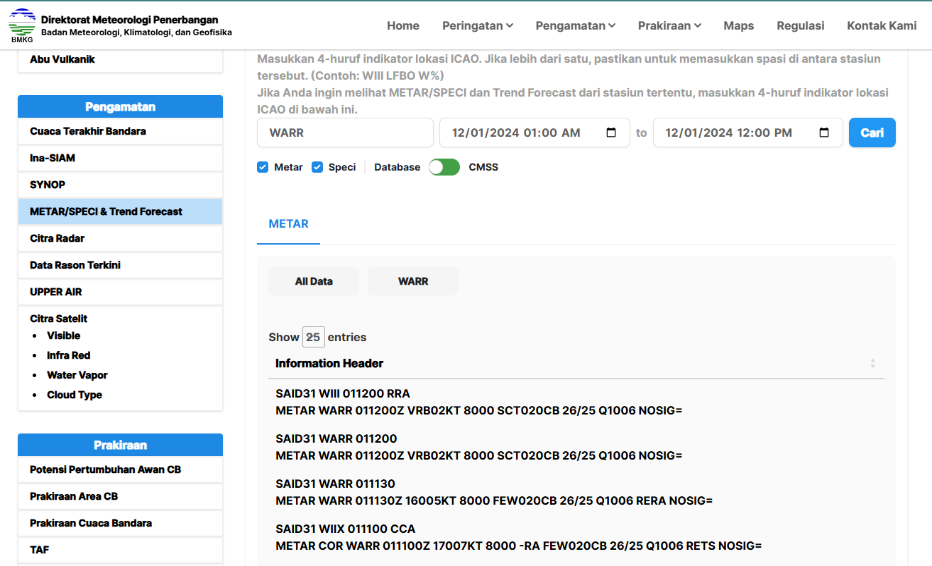 Direktorat Meteorologi Penerbangan
Badan Meteorologi, Klimatologi, dan Geofisika
BMKG
Home
Peringatan
Pengamatan
Prakiraan
Maps
Regulasi
Kontak Kami
Abu Vulkanik
Pengamatan
Cuaca Terakhir Bandara
Ina-SIAM
SYNOP
METAR/SPECI & Trend Forecast
Citra Radar
Data Rason Terkini
UPPER AIR
Citra Satelit
• Visible
• Infra Red
• Water Vapor
• Cloud Type
Prakiraan
Potensi Pertumbuhan Awan CB
Prakiraan Area CB
Prakiraan Cuaca Bandara
TAF
Masukkan 4-huruf indikator lokasi ICAO. Jika lebih dari satu, pastikan untuk memasukkan spasi di antara stasiun
tersebut. (Contoh: WIII LFBO W%)
Jika Anda ingin melihat METAR/SPECI dan Trend Forecast dari stasiun tertentu, masukkan 4-huruf indikator lokasi
ICAO di bawah ini.
WARR
12/01/2024 01:00 AM
to
12/01/2024 12:00 PM
Cari
Metar
Speci
Database
CMSS
METAR
All Data
WARR
Show 25 entries
Information Header
SAID31 WIII 011200 RRA
METAR WARR 011200Z VRB02KT 8000 SCT020CB 26/25 Q1006 NOSIG=
SAID31 WARR 011200
METAR WARR 011200Z VRB02KT 8000 SCT020CB 26/25 Q1006 NOSIG=
SAID31 WARR 011130
METAR WARR 011130Z 16005KT 8000 FEW020CB 26/25 Q1006 RERA NOSIG=
SAID31 WIIX 011100 CCA
METAR COR WARR 011100Z 17007KT 8000 -RA FEW020CB 26/25 Q1006 RETS NOSIG=